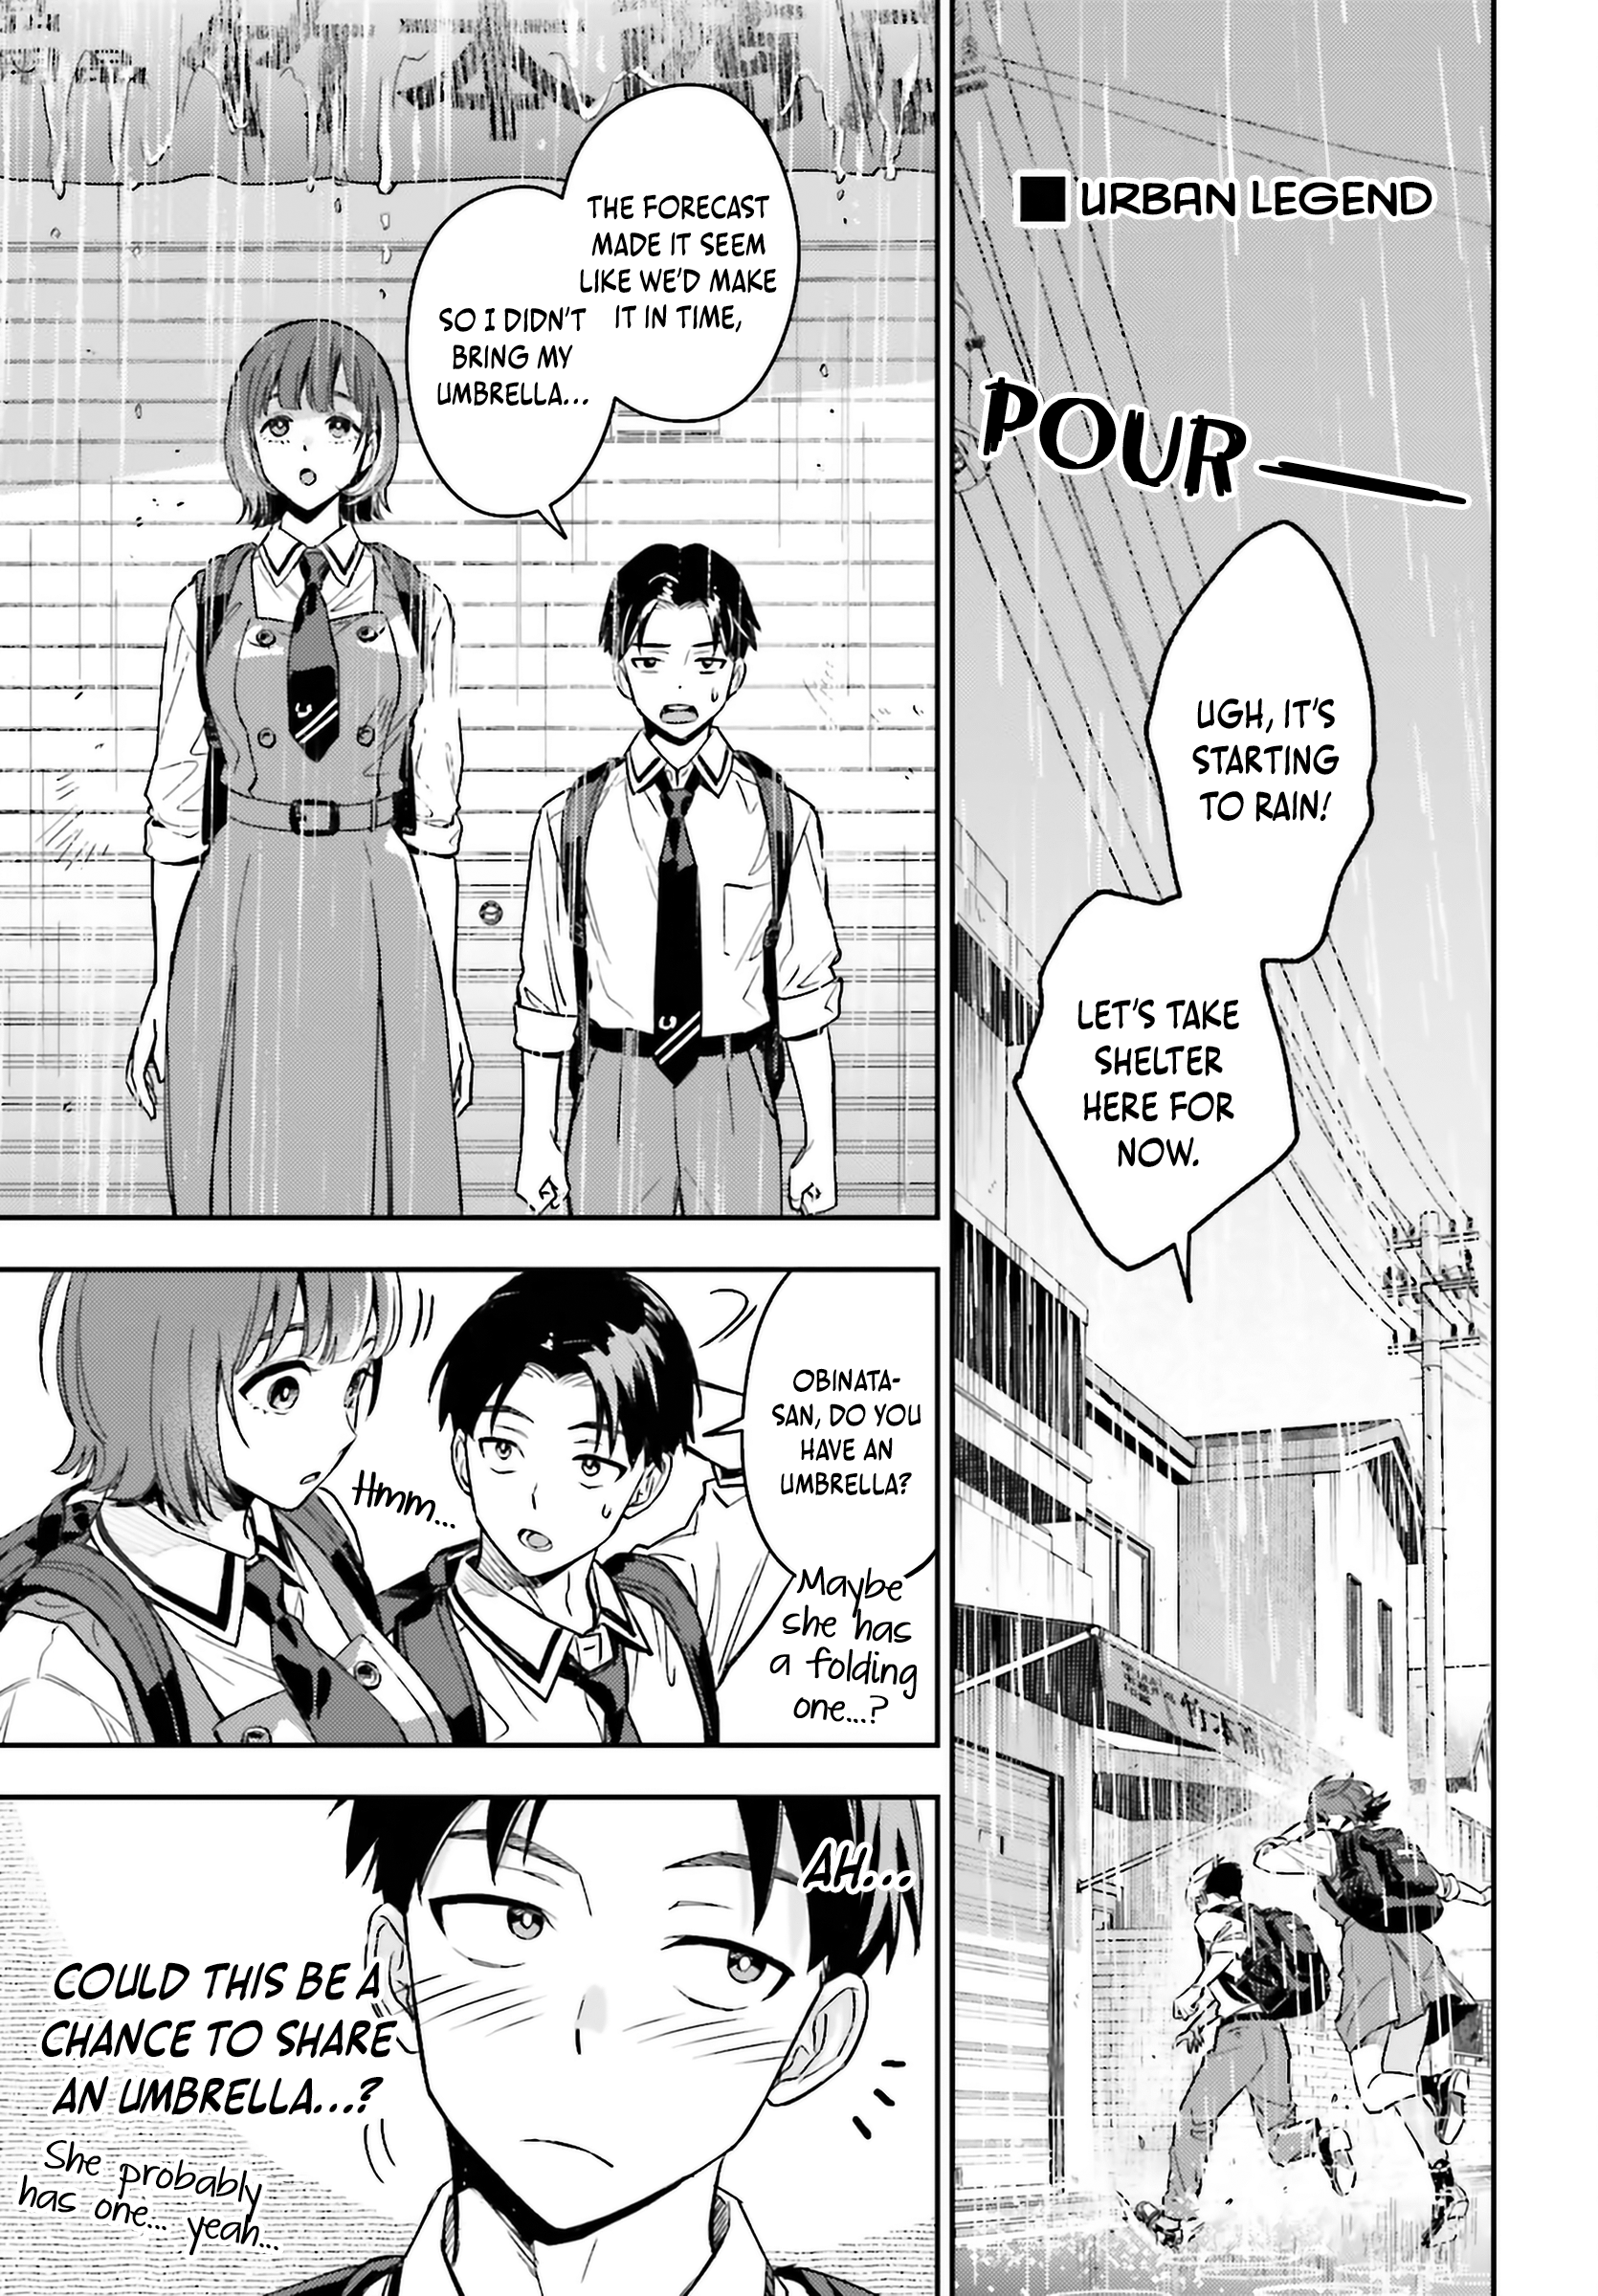 ■URBAN LEGEND
POUR
UGH, IT'S
STARTING
TO RAIN!
LET'S TAKE
SHELTER
HERE FOR
NOW.
THE FORECAST
MADE IT SEEM
LIKE WE'D MAKE
IT IN TIME,
SO I DIDN'T
BRING MY
UMBRELLA...
OBINATA-
SAN, DO YOU
HAVE AN
UMBRELLA?
Maybe
she has
a folding
one...?
Hmm...
AH...
COULD THIS BE A
CHANCE TO SHARE
AN UMBRELLA...?
She probably
has one... yeah...